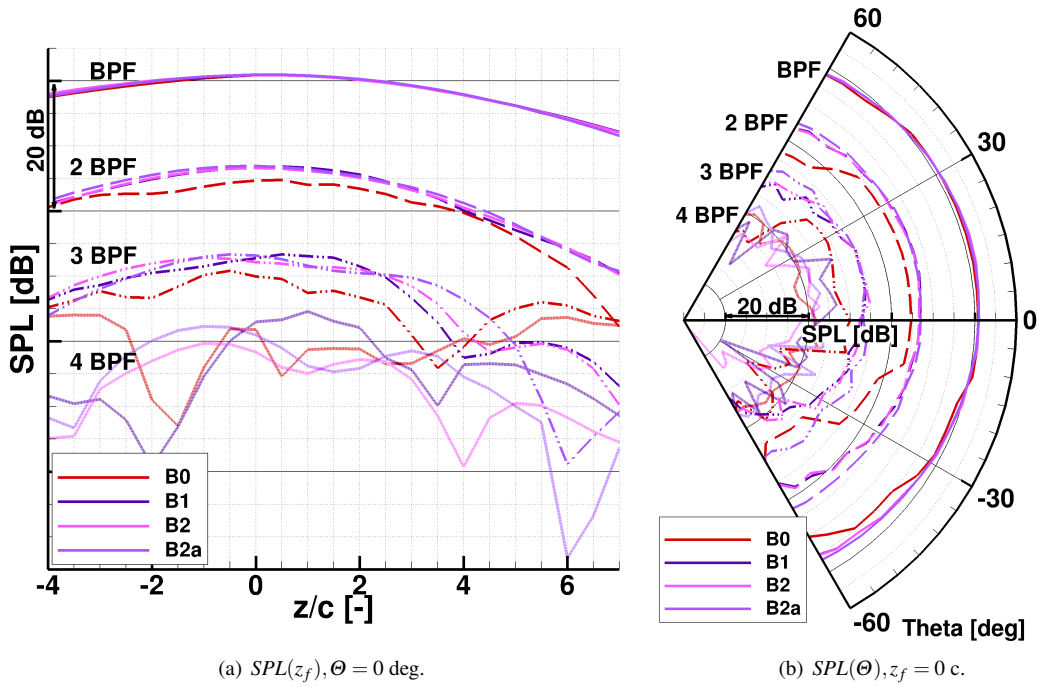 BPF
20 dB
2 BPF
3 BPF
4 BPF
SPL [dB]
B0
B1
B2
B2a
-4
-2
0
2
4
6
z/c [-]
(a) SPL(z_f), Θ = 0 deg.
60
BPF
2 BPF
30
3 BPF
4 BPF
20 dB
0
SPL [dB]
-30
B0
B1
B2
B2a
-60
Theta [deg]
(b) SPL(Θ), z_f = 0 c.